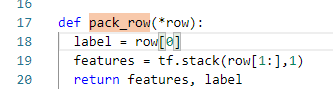 16
17 def pack_row(*row):
18 label = row[0]
19 features = tf.stack(row[1:],1)
20 return features, label